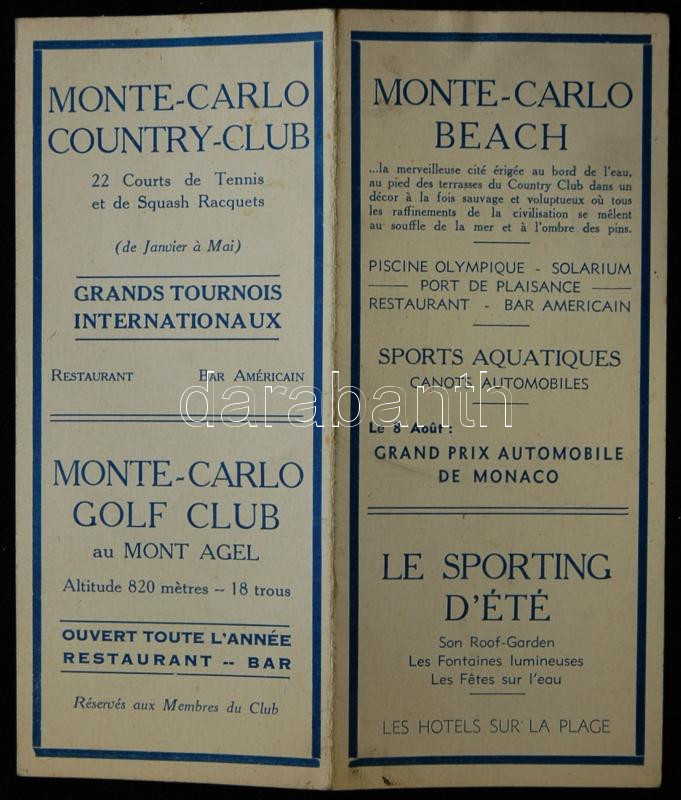 MONTE-CARLO
COUNTRY-CLUB
22 Courts de Tennis
et de Squash Racquets
(de Janvier à Mai)
GRANDS TOURNOIS
INTERNATIONAUX
RESTAURANT BAR AMÉRICAIN
MONTE-CARLO
GOLF CLUB
au MONT AGEL
Altitude 820 mètres - 18 trous
OUVERT TOUTE L'ANNÉE
RESTAURANT -- BAR
Réservés aux Membres du Club
MONTE-CARLO
BEACH
...la merveilleuse cité érigée au bord de l'eau,
au pied des terrasses du Country Club dans un
décor à la fois sauvage et voluptueux où tous
les raffinements de la civilisation se mêlent
au souffle de la mer et à l'ombre des pins.
PISCINE OLYMPIQUE - SOLARIUM
PORT DE PLAISANCE
RESTAURANT - BAR AMERICAIN
SPORTS AQUATIQUES
CANOTS AUTOMOBILES
Le 8 Août :
GRAND PRIX AUTOMOBILE
DE MONACO
LE SPORTING
D'ÉTÉ
Son Roof-Garden
Les Fontaines lumineuses
Les Fêtes sur l'eau
LES HOTELS SUR LA PLAGE
darabanth